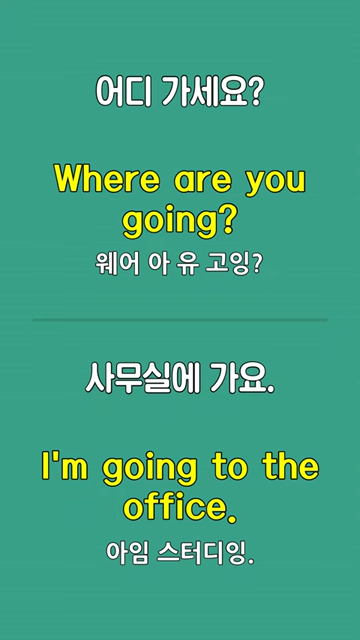 어디 가세요?
Where are you
going?
웨어 아 유 고잉?
사무실에 가요.
I'm going to the
office.
아임 스터디잉.